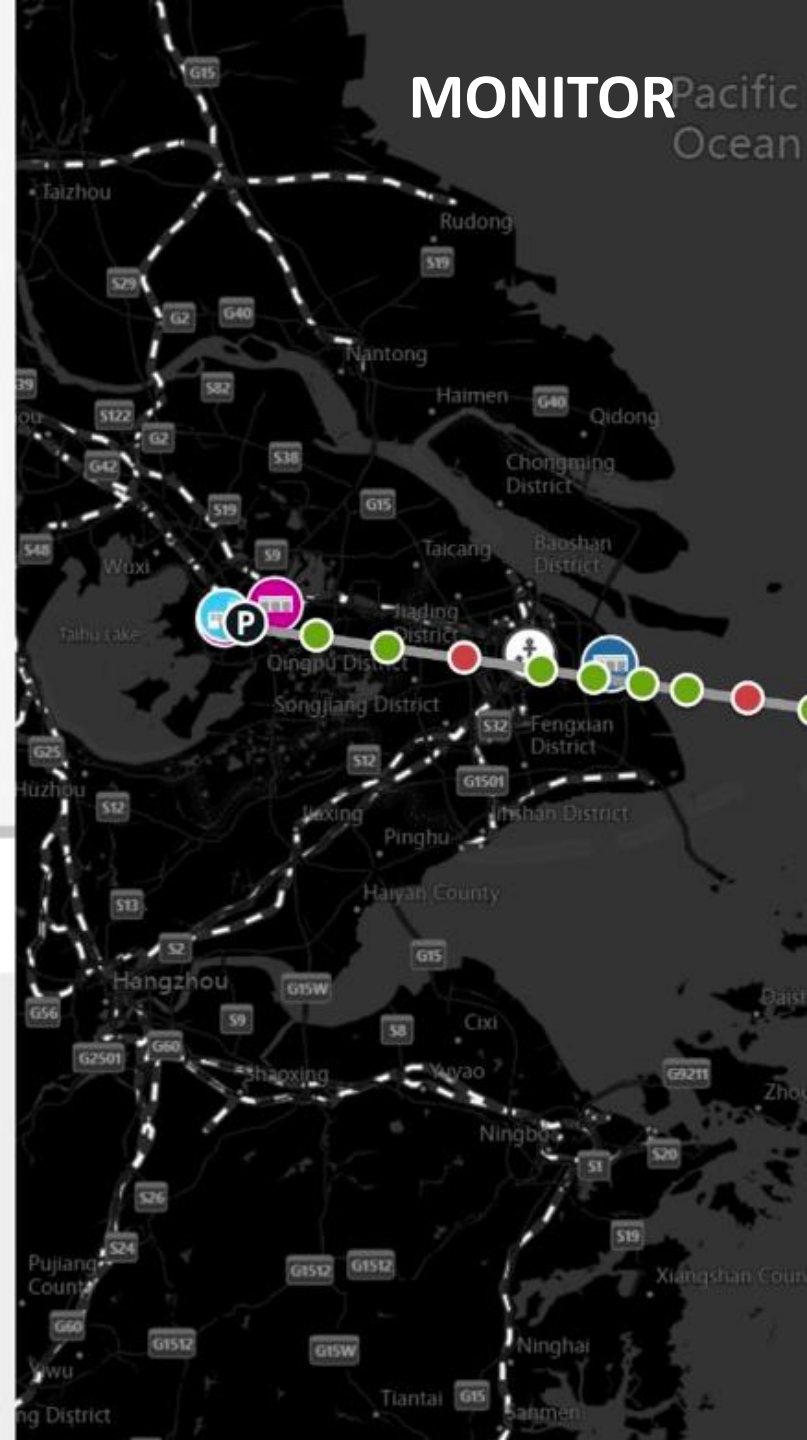 MONITOR
Pacific
Ocean
G15
Taizhou
Rudong
S19
S29
G2
G40
Nantong
S82
Haimen
G40
Qidong
S122
G2
Chongming
District
G42
S38
S19
G15
S48
S9
Taicang
Baoshan
District
Wuxi
Taihu Lake
Jiading
District
P
Qingpu District
Songjiang District
S32
Fengxian
District
G25
S12
G1501
Huzhou
S12
Jiaxing
Jinshan District
Pinghu
S13
Haiyan County
S2
G15
Hangzhou
G15W
G56
S9
S8
Cixi
G2501
G60
Shaoxing
Yuyao
G9211
Ningbo
S1
S20
S26
S24
S19
Pujiang
County
G1512
G1512
Xiangshan Coun
G60
G1512
G15W
Ninghai
Yiwu
Tiantai
G15
Sanmen
ng District